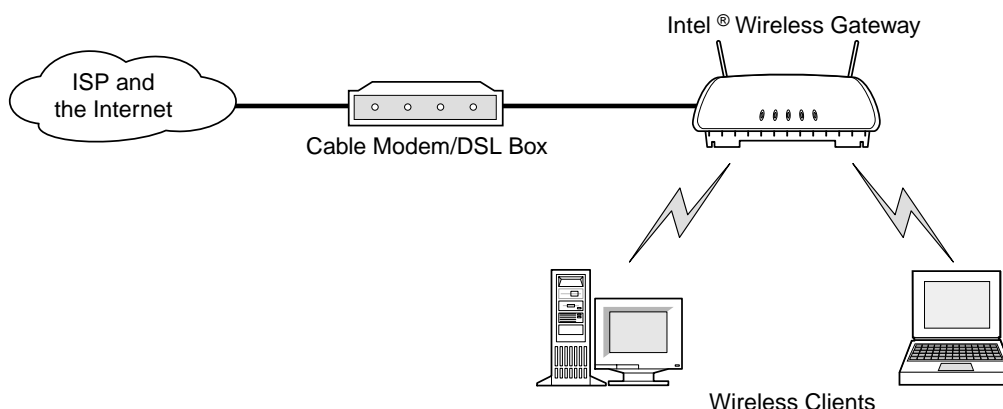 Intel ® Wireless Gateway
ISP and
the Internet
Cable Modem/DSL Box
Wireless Clients